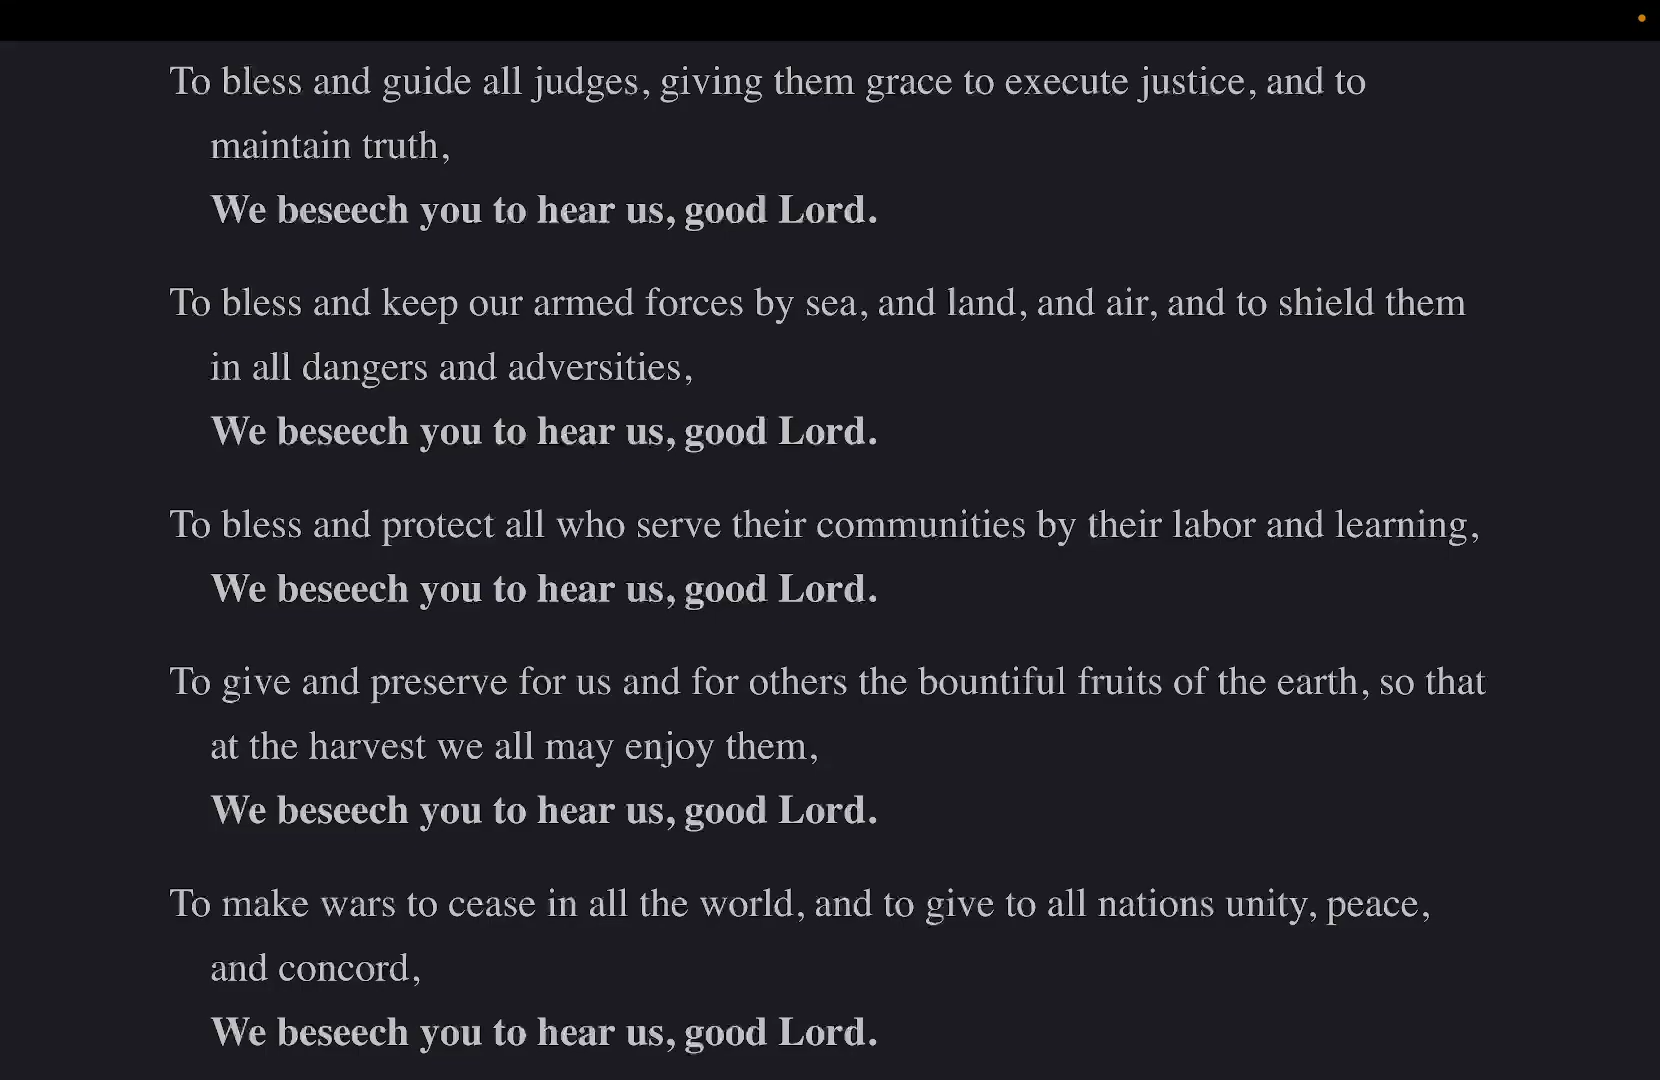 To bless and guide all judges, giving them grace to execute justice, and to
maintain truth,
We beseech you to hear us, good Lord.
To bless and keep our armed forces by sea, and land, and air, and to shield them
in all dangers and adversities,
We beseech you to hear us, good Lord.
To bless and protect all who serve their communities by their labor and learning,
We beseech you to hear us, good Lord.
To give and preserve for us and for others the bountiful fruits of the earth, so that
at the harvest we all may enjoy them,
We beseech you to hear us, good Lord.
To make wars to cease in all the world, and to give to all nations unity, peace,
and concord,
We beseech you to hear us, good Lord.